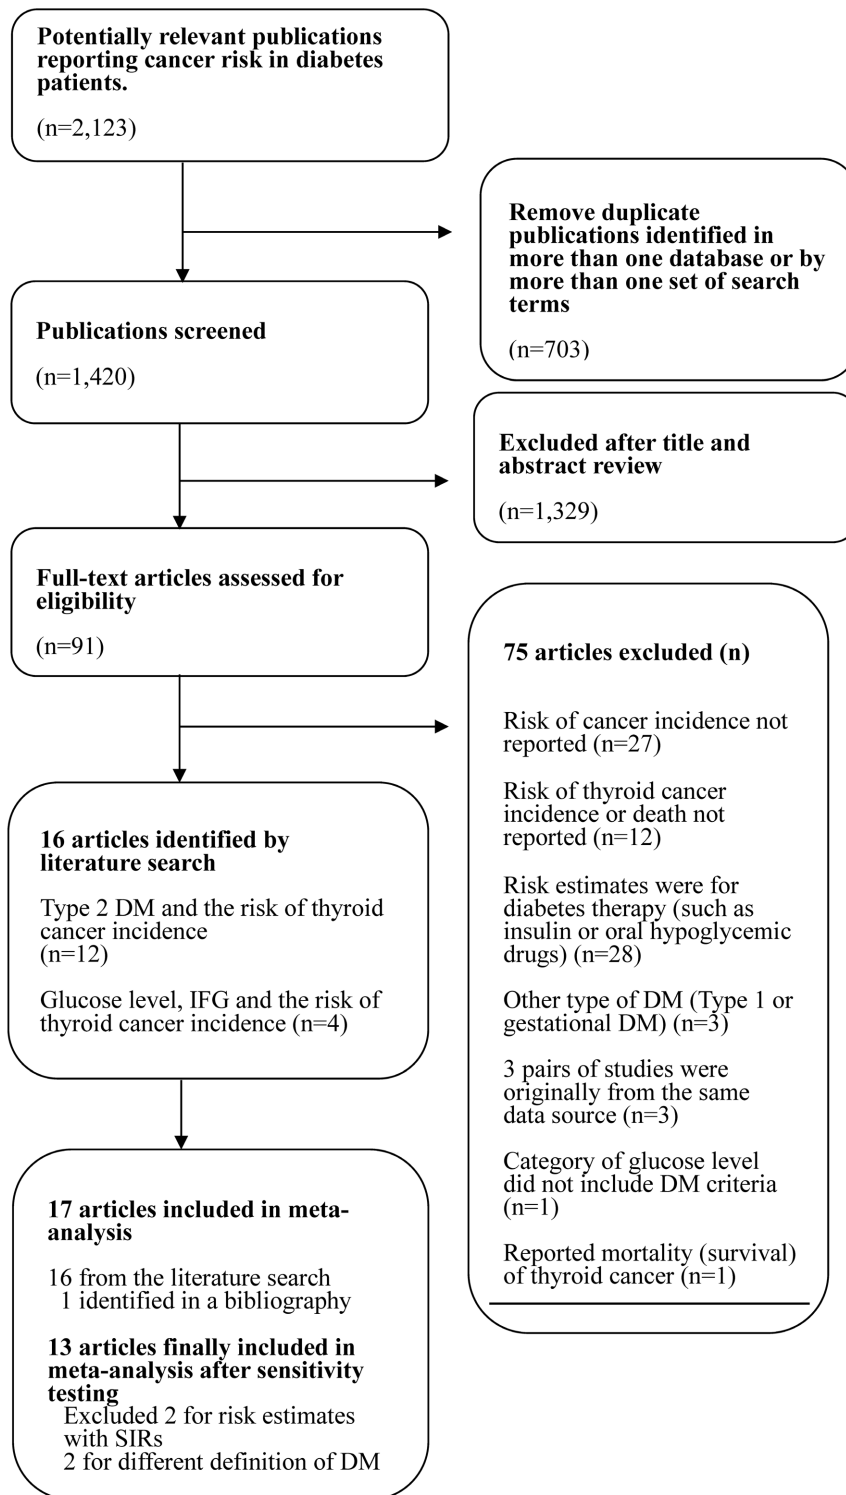 Potentially relevant publications
reporting cancer risk in diabetes
patients.
(n=2,123)
Remove duplicate
publications identified in
more than one database or by
more than one set of search
terms
(n=703)
Publications screened
(n=1,420)
Excluded after title and
abstract review
(n=1,329)
Full-text articles assessed for
eligibility
(n=91)
75 articles excluded (n)
Risk of cancer incidence not
reported (n=27)
Risk of thyroid cancer
incidence or death not
reported (n=12)
Risk estimates were for
diabetes therapy (such as
insulin or oral hypoglycemic
drugs) (n=28)
Other type of DM (Type 1 or
gestational DM) (n=3)
3 pairs of studies were
originally from the same
data source (n=3)
Category of glucose level
did not include DM criteria
(n=1)
Reported mortality (survival)
of thyroid cancer (n=1)
16 articles identified by
literature search
Type 2 DM and the risk of thyroid
cancer incidence
(n=12)
Glucose level, IFG and the risk of
thyroid cancer incidence (n=4)
17 articles included in meta-
analysis
16 from the literature search
1 identified in a bibliography
13 articles finally included in
meta-analysis after sensitivity
testing
Excluded 2 for risk estimates
with SIRs
2 for different definition of DM